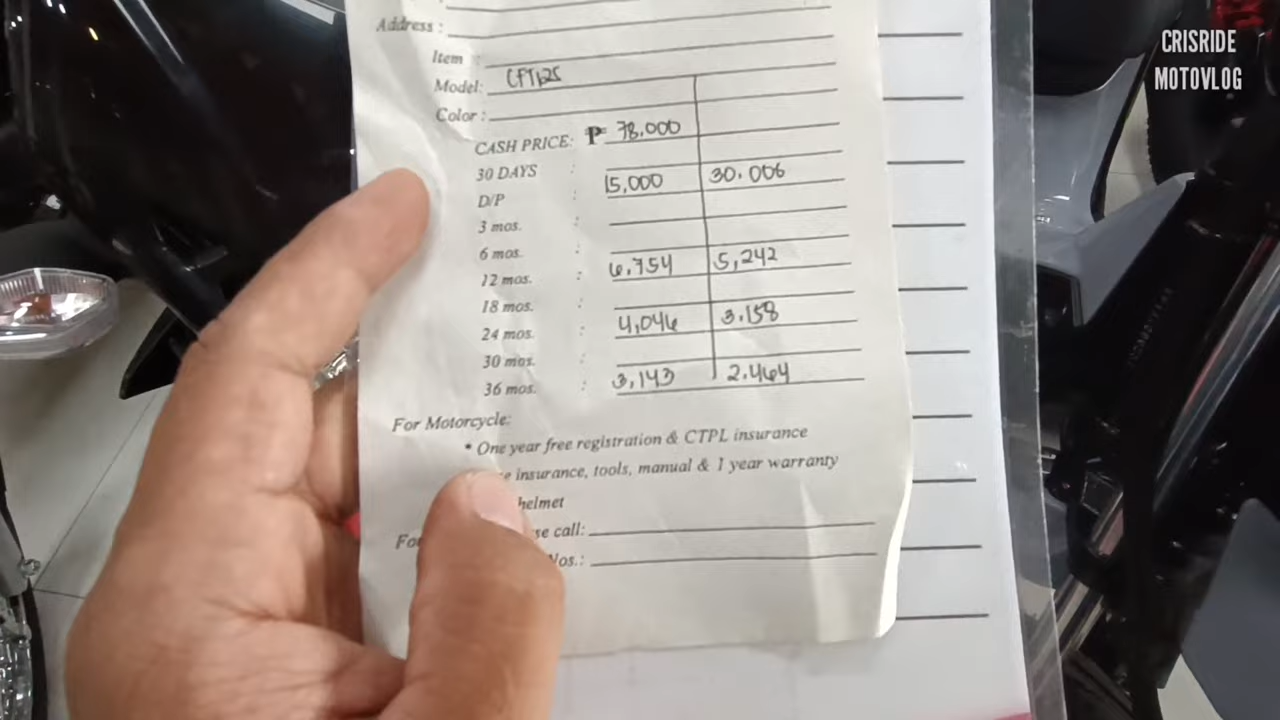 CRISRIDE
MOTOVLOG
Address :
Item :
Model: CFT125
Color :
CASH PRICE: ₱ 78.000
30 DAYS :
D/P : 15,000 30.006
3 mos. :
6 mos. :
12 mos. : 6,754 5,242
18 mos. :
24 mos. : 4,046 3.158
30 mos. :
36 mos. : 3,143 2.464
For Motorcycle:
* One year free registration & CTPL insurance
insurance, tools, manual & 1 year warranty
helmet
call:
Nos.: